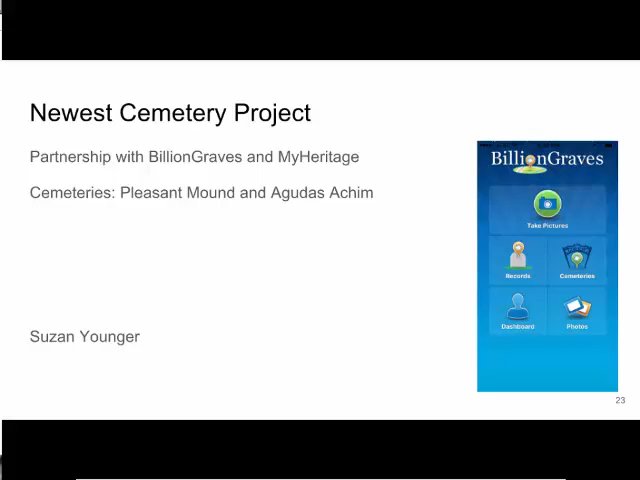 Newest Cemetery Project
Partnership with BillionGraves and MyHeritage
Cemeteries: Pleasant Mound and Agudas Achim
Suzan Younger
BillionGraves
Take Pictures
Records
Cemeteries
Dashboard
Photos
23